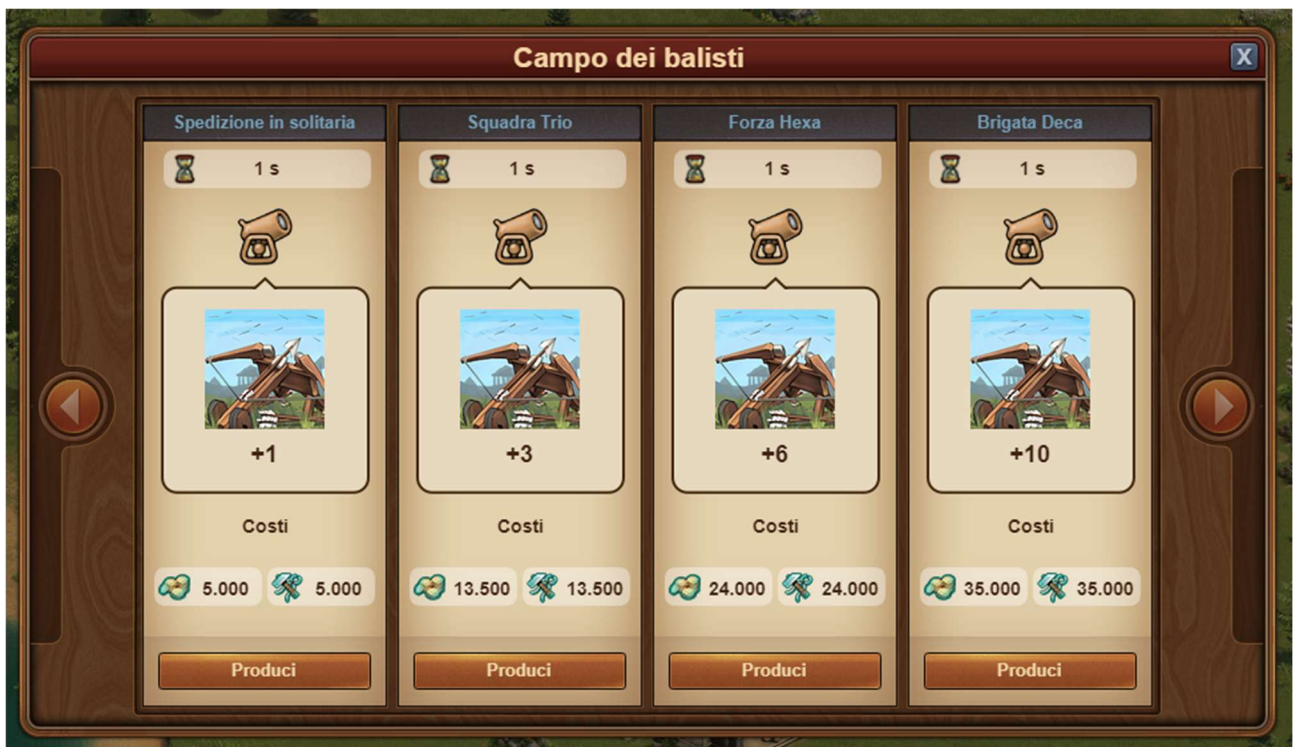 Campo dei balisti
X
Spedizione in solitaria
Squadra Trio
Forza Hexa
Brigata Deca
1 s
1 s
1 s
1 s
+1
+3
+6
+10
Costi
Costi
Costi
Costi
5.000 5.000
13.500 13.500
24.000 24.000
35.000 35.000
Produci
Produci
Produci
Produci